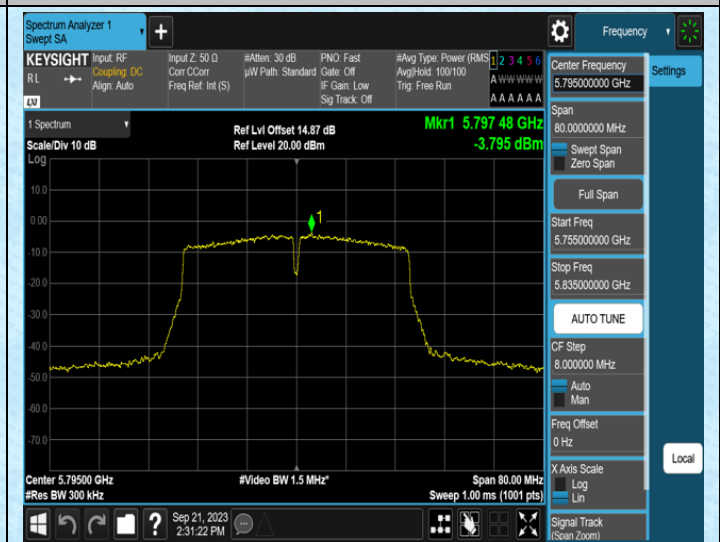 Spectrum Analyzer 1
Swept SA
+
Frequency
KEYSIGHT
RL
LXI
Input: RF
Coupling: DC
Align: Auto
Input Z: 50 Ω
Corr CCorr
Freq Ref: Int (S)
#Atten: 30 dB
µW Path: Standard
PNO: Fast
Gate: Off
IF Gain: Low
Sig Track: Off
#Avg Type: Power (RMS
Avg|Hold: 100/100
Trig: Free Run
1 2 3 4 5 6
A W W W W W
A A A A A A
Center Frequency
5.795000000 GHz
Settings
Span
80.0000000 MHz
Swept Span
Zero Span
Full Span
Start Freq
5.755000000 GHz
Stop Freq
5.835000000 GHz
AUTO TUNE
CF Step
8.000000 MHz
Auto
Man
Freq Offset
0 Hz
X Axis Scale
Log
Lin
Signal Track
(Span Zoom)
Local
1 Spectrum
Scale/Div 10 dB
Log
Ref Lvl Offset 14.87 dB
Ref Level 20.00 dBm
Mkr1 5.797 48 GHz
-3.795 dBm
10.0
0.00
-10.0
-20.0
-30.0
-40.0
-50.0
-60.0
-70.0
1
Center 5.79500 GHz
#Res BW 300 kHz
#Video BW 1.5 MHz*
Span 80.00 MHz
Sweep 1.00 ms (1001 pts)
?
Sep 21, 2023
2:31:22 PM